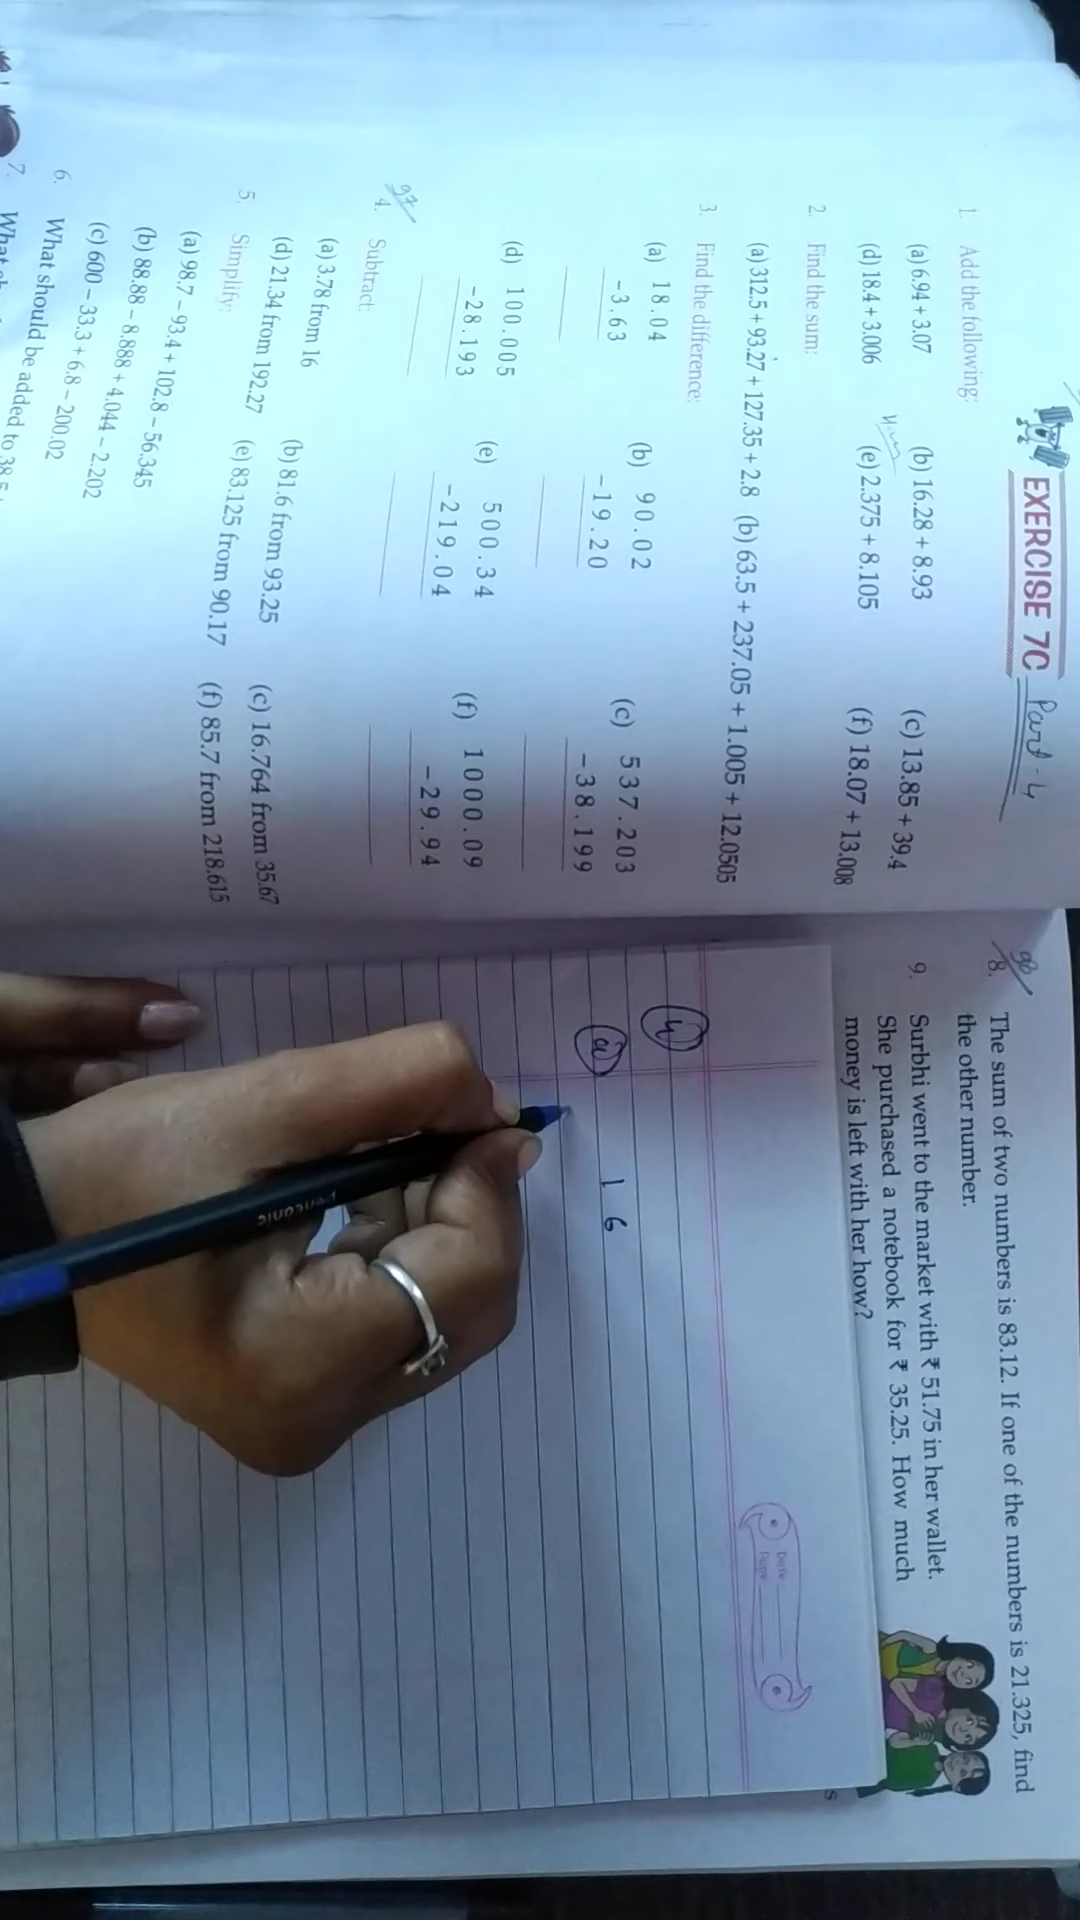 EXERCISE 7C Part-4
1. Add the following:
(a) 6.94 + 3.07 (b) 16.28 + 8.93 (c) 13.85 + 39.4
(d) 18.4 + 3.006 (e) 2.375 + 8.105 (f) 18.07 + 13.008
2. Find the sum:
(a) 312.5 + 93.27 + 127.35 + 2.8 (b) 63.5 + 237.05 + 1.005 + 12.0505
3. Find the difference:
(a) 18.04 (b) 90.02 (c) 537.203
-3.63 -19.20 -38.199
(d) 100.005 (e) 500.34 (f) 1000.09
-28.193 -219.04 -29.94
4. Subtract:
(a) 3.78 from 16 (b) 81.6 from 93.25 (c) 16.764 from 35.67
(d) 21.34 from 192.27 (e) 83.125 from 90.17 (f) 85.7 from 218.615
5. Simplify:
(a) 98.7 – 93.4 + 102.8 – 56.345
(b) 88.88 – 8.888 + 4.044 – 2.202
(c) 600 – 33.3 + 6.8 – 200.02
6. What should be added to 38.5
7. What
8. The sum of two numbers is 83.12. If one of the numbers is 21.325, find
the other number.
9. Surbhi went to the market with ₹ 51.75 in her wallet.
She purchased a notebook for ₹ 35.25. How much
money is left with her how?
Date
Page
4
a 16
penconic